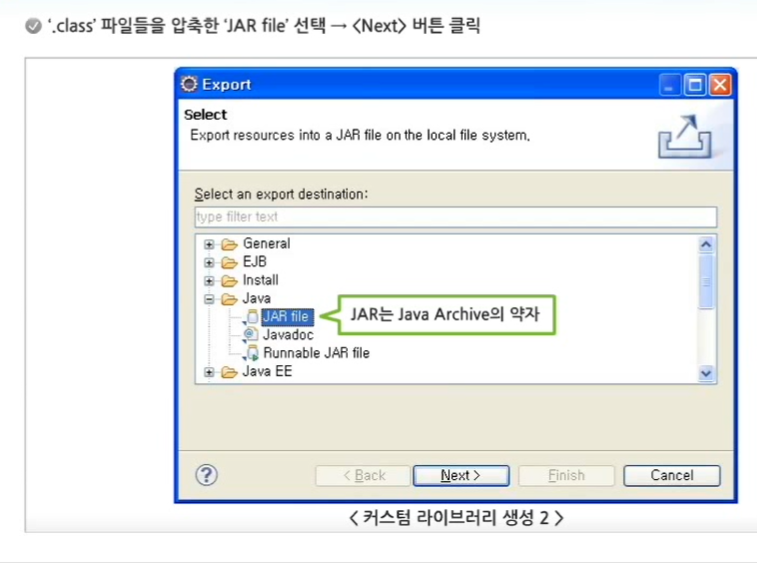 ‘.class’ 파일들을 압축한 ‘JAR file’ 선택 → <Next> 버튼 클릭
Export
Select
Export resources into a JAR file on the local file system.
Select an export destination:
type filter text
General
EJB
Install
Java
JAR file
JAR는 Java Archive의 약자
Javadoc
Runnable JAR file
Java EE
< Back
Next >
Finish
Cancel
< 커스텀 라이브러리 생성 2 >